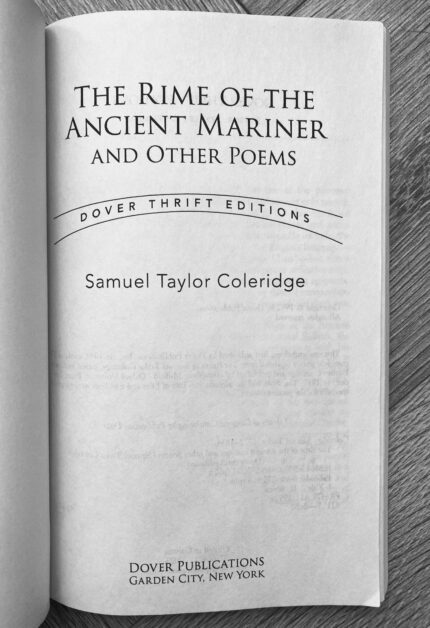 THE RIME OF THE
ANCIENT MARINER
AND OTHER POEMS
DOVER THRIFT EDITIONS
Samuel Taylor Coleridge
DOVER PUBLICATIONS
GARDEN CITY, NEW YORK